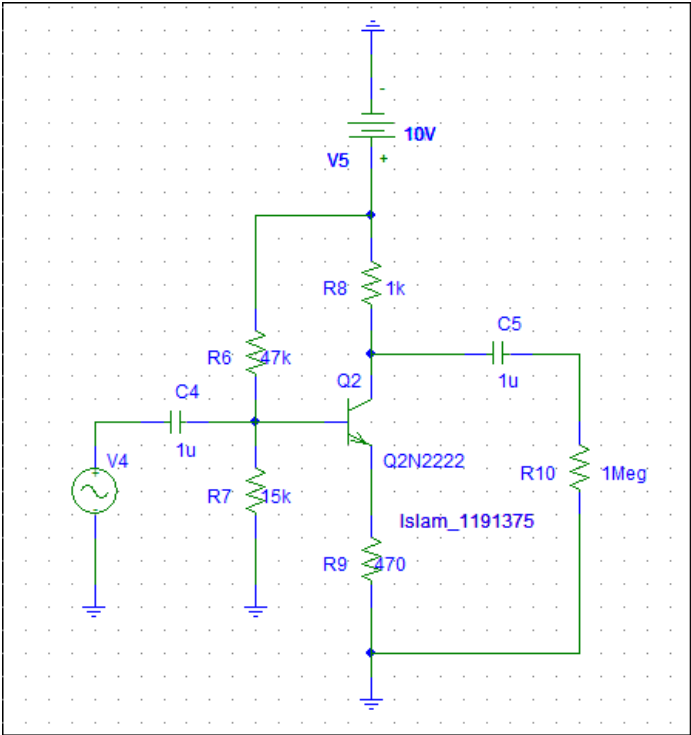 -
10V
V5
+
R8
1k
C5
R6
47k
1u
Q2
C4
1u
V4
Q2N2222
R10
1Meg
R7
15k
Islam_1191375
R9
470